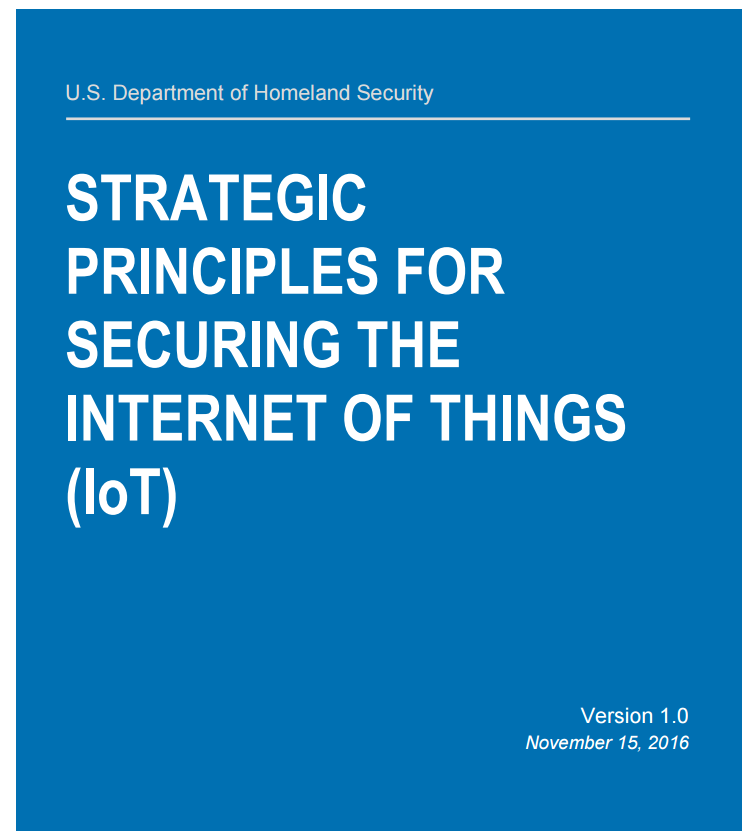 U.S. Department of Homeland Security
STRATEGIC
PRINCIPLES FOR
SECURING THE
INTERNET OF THINGS
(IoT)
Version 1.0
November 15, 2016